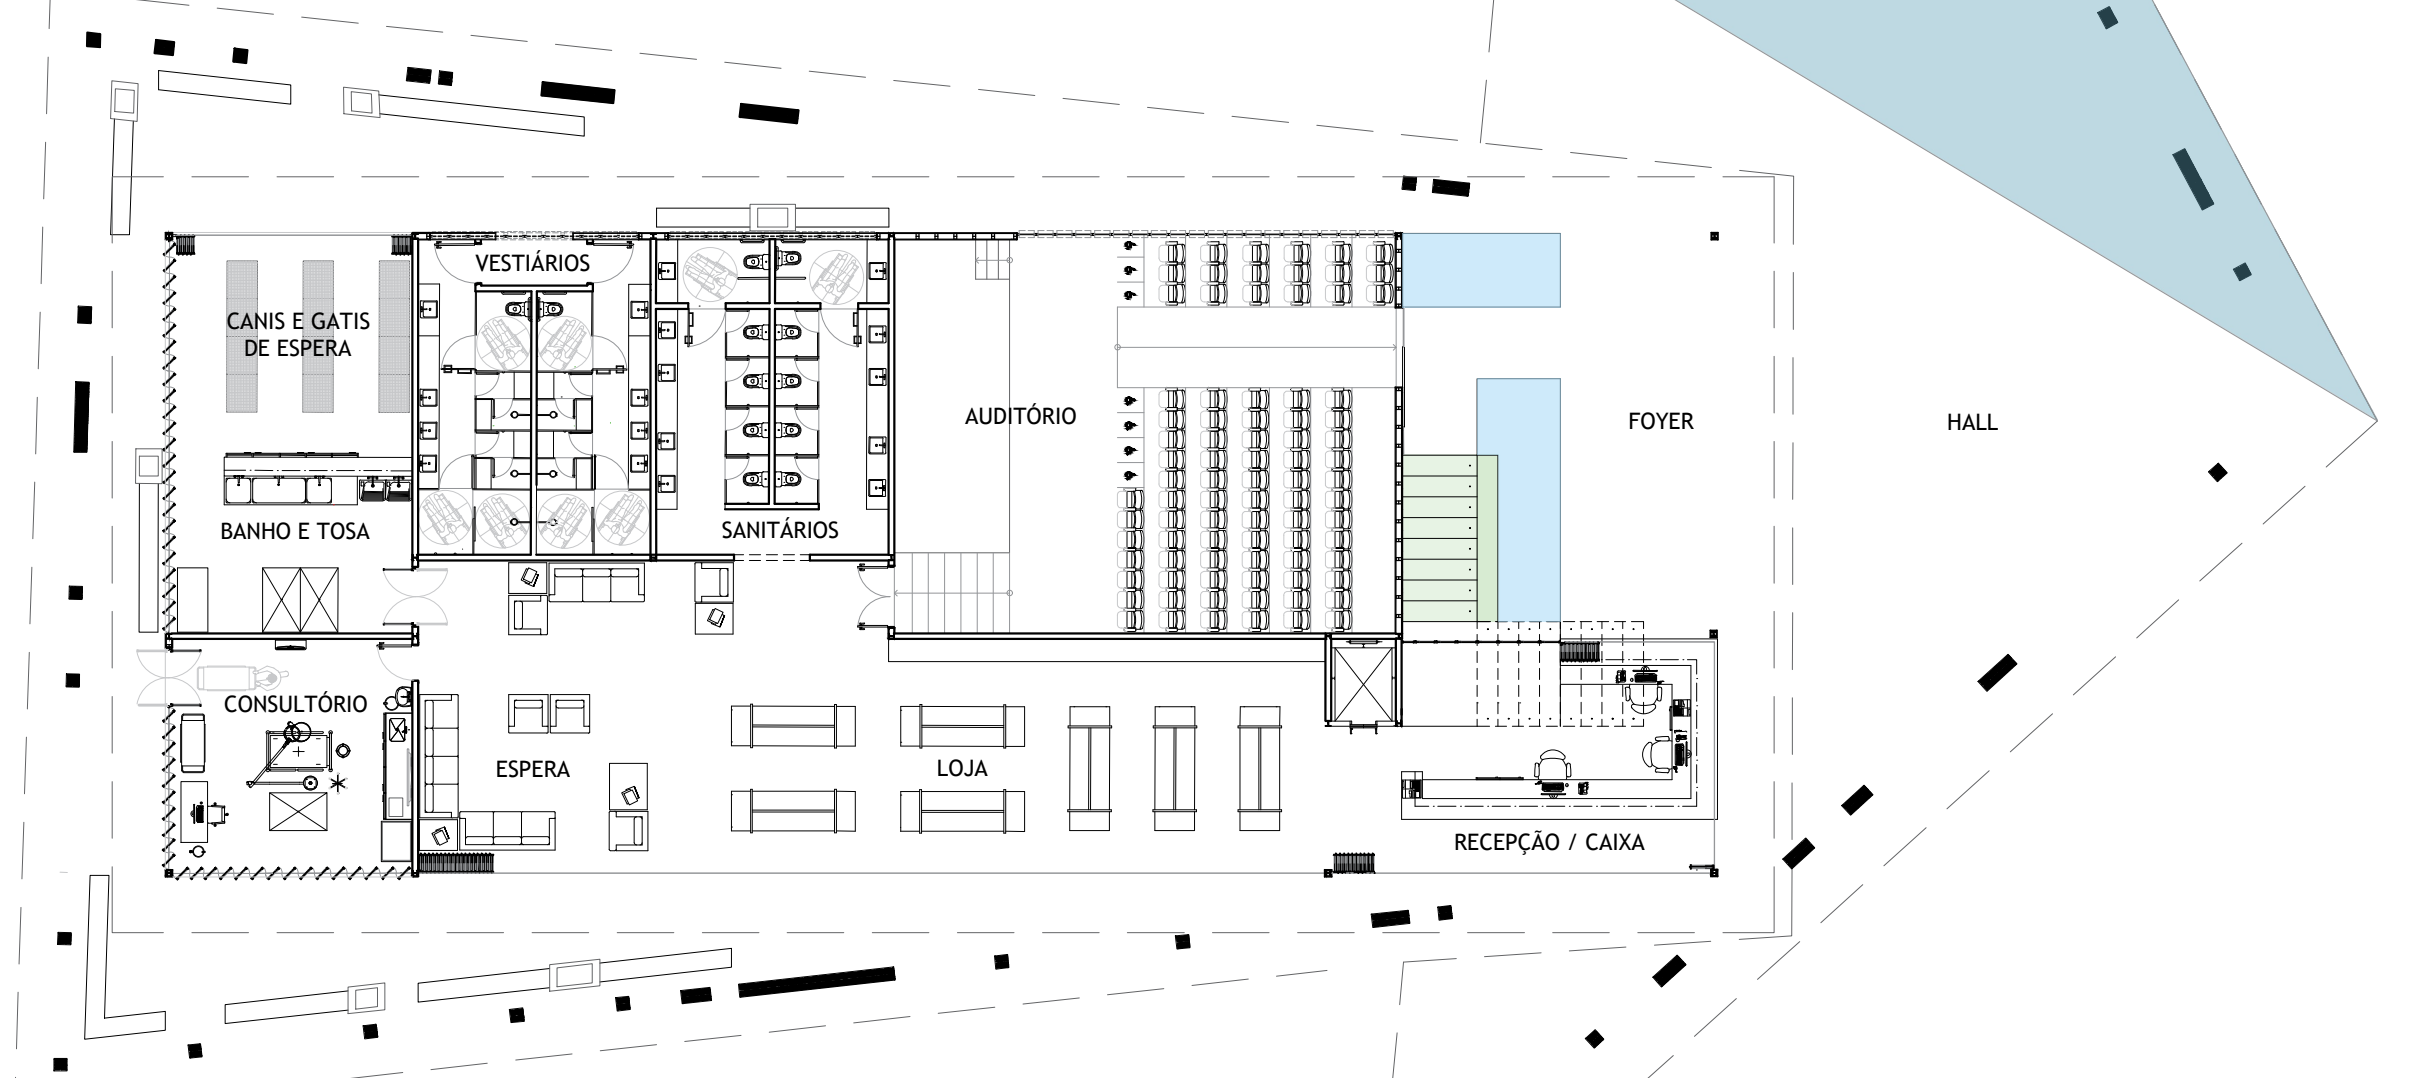 VESTIÁRIOS
CANIS E GATIS
DE ESPERA
AUDITÓRIO
FOYER
HALL
BANHO E TOSA
SANITÁRIOS
CONSULTÓRIO
ESPERA
LOJA
RECEPÇÃO / CAIXA